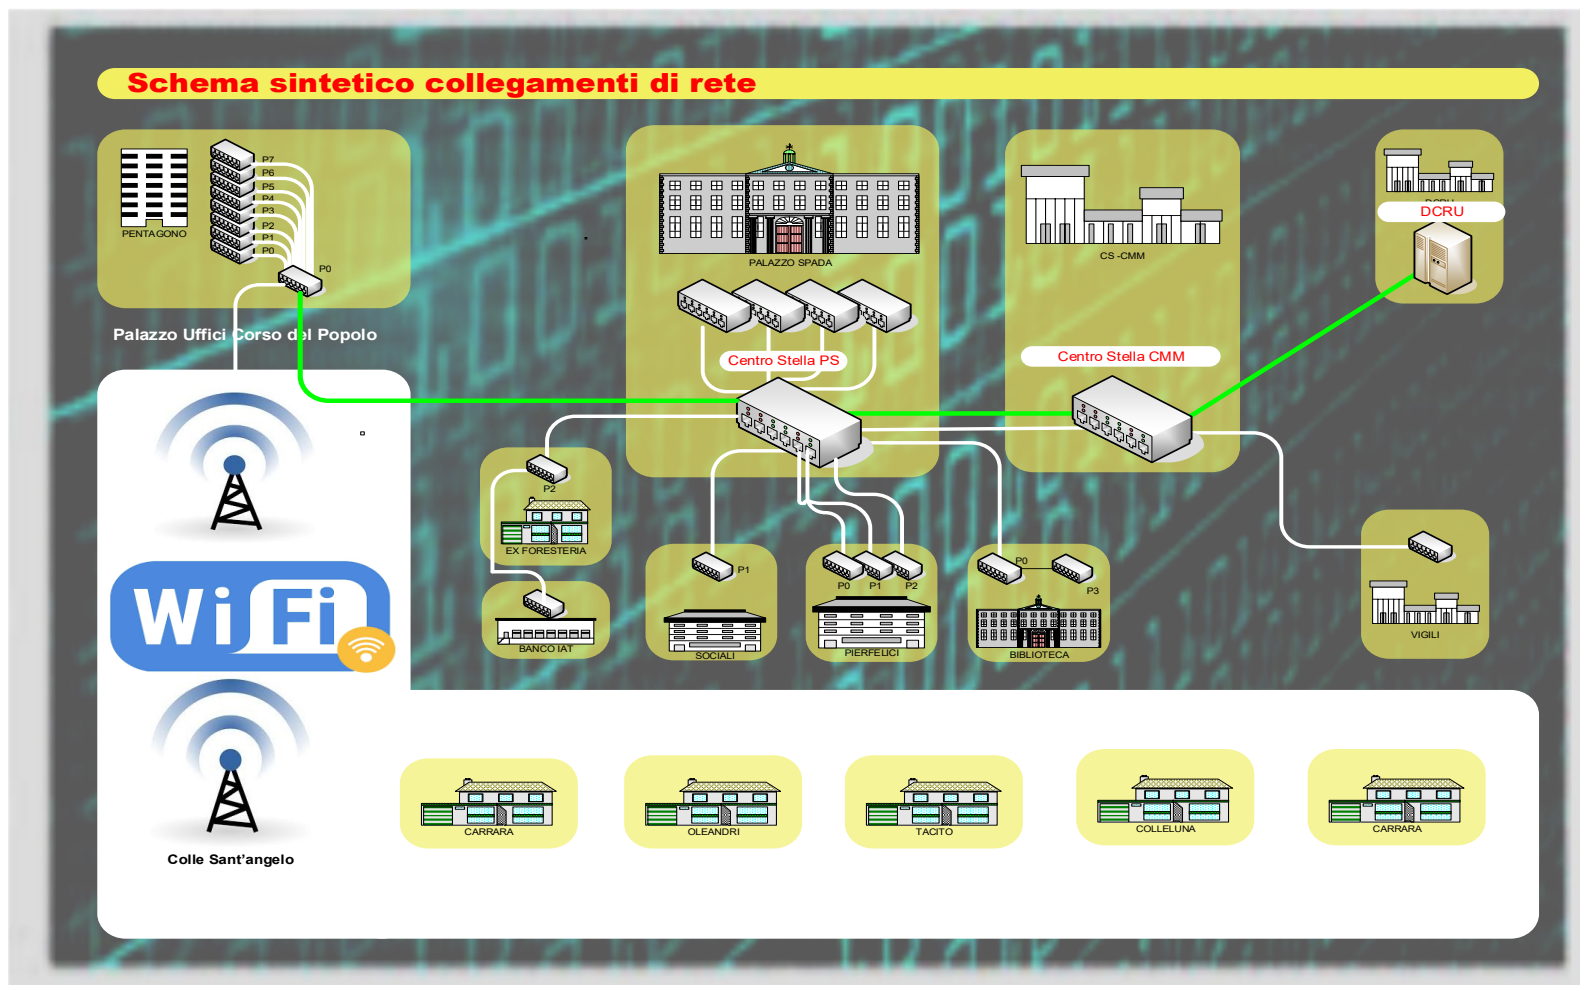 Schema sintetico collegamenti di rete
P7
P6
P5
P4
P3
P2
P1
P0
P0
PENTAGONO
Palazzo Uffici Corso del Popolo
PALAZZO SPADA
Centro Stella PS
CS -CMM
Centro Stella CMM
DCRU
DCRU
P2
EX FORESTERIA
BANCO IAT
P1
SOCIALI
P0
P1
P2
PIERFELICI
P0
P3
BIBLIOTECA
VIGILI
WiFi
Colle Sant'angelo
CARRARA
OLEANDRI
TACITO
COLLELUNA
CARRARA